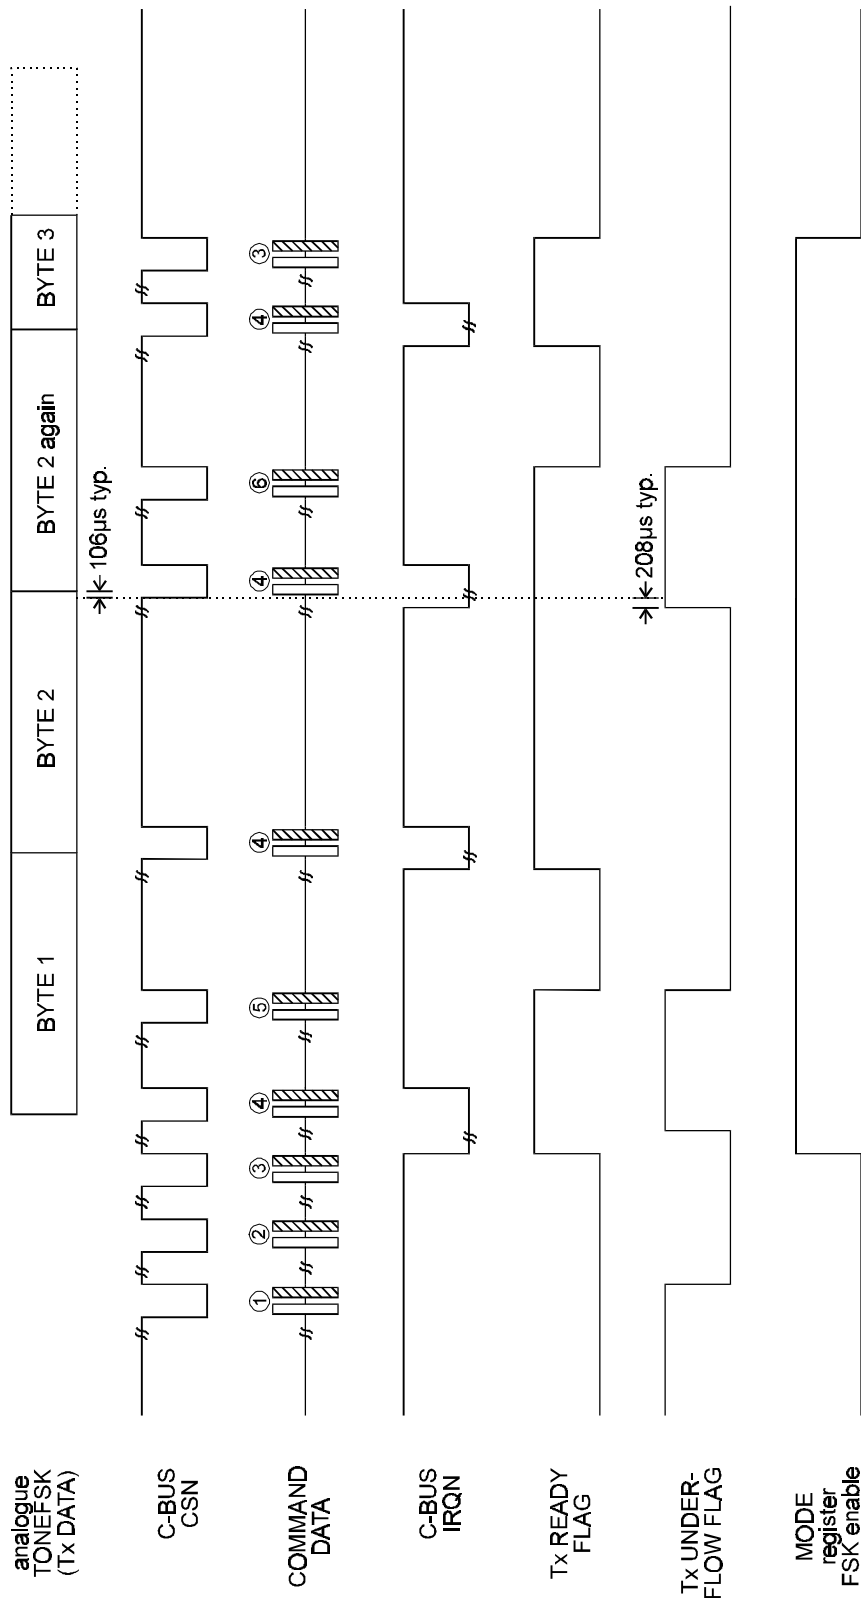 analogue
TONEFSK
(Tx DATA)
BYTE 1
BYTE 2
BYTE 2 again
BYTE 3
106µs typ.
C-BUS
CSN
COMMAND
DATA
1
2
3
4
5
4
4
6
4
3
C-BUS
IRQN
Tx READY
FLAG
208µs typ.
Tx UNDER-
FLOW FLAG
MODE
register
FSK enable